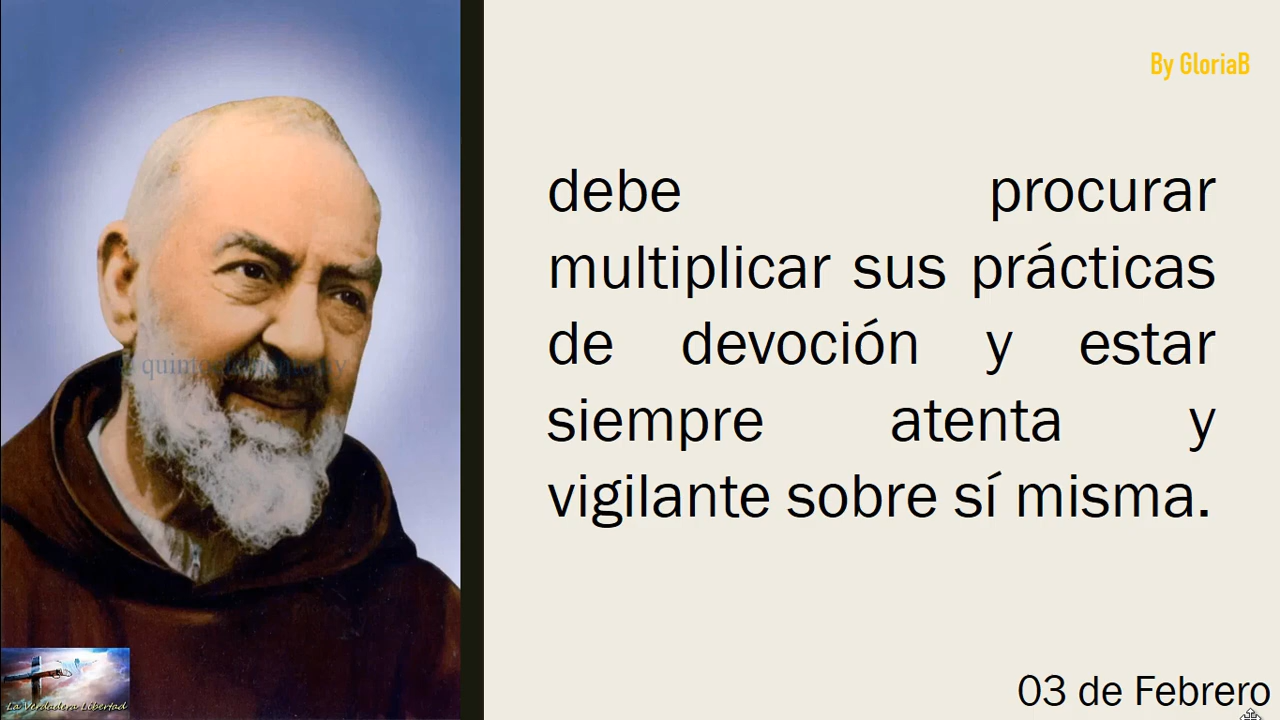 By GloriaB
debe procurar
multiplicar sus prácticas
de devoción y estar
siempre atenta y
vigilante sobre sí misma.
La Verdadera Libertad
03 de Febrero